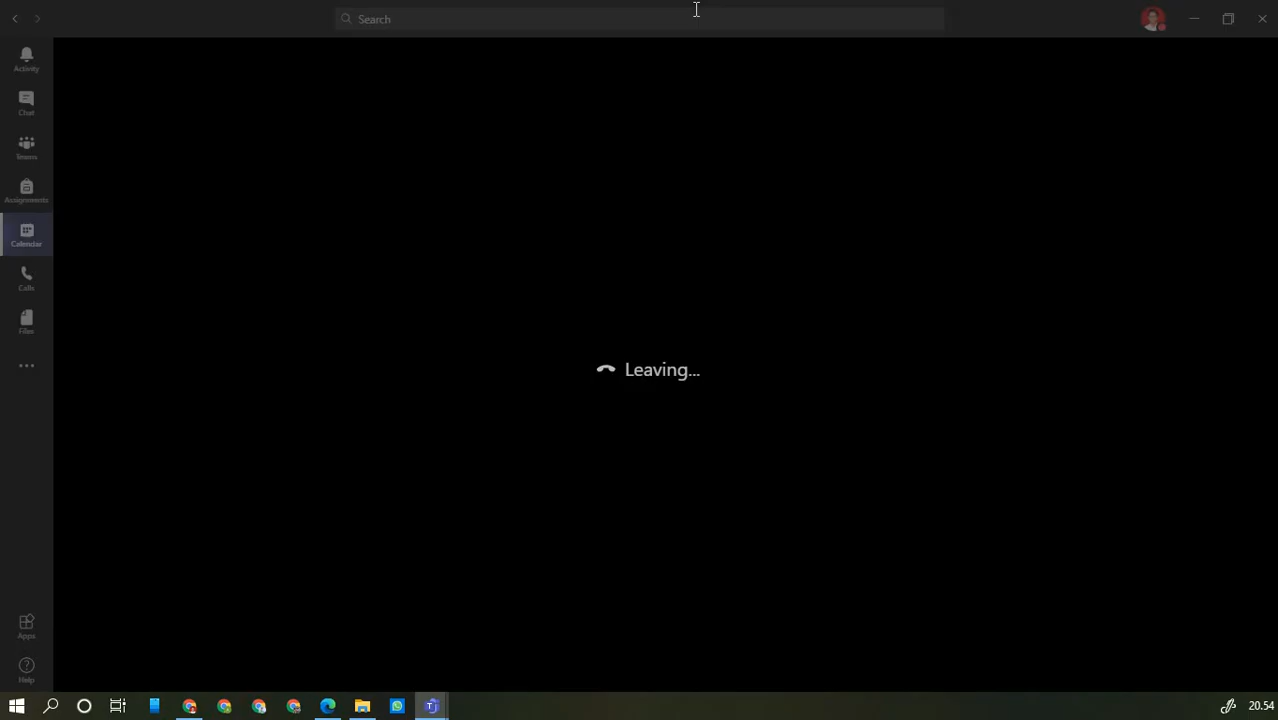 Search
Activity
Chat
Teams
Assignments
Calendar
Calls
Files
Leaving...
Apps
Help
20.54